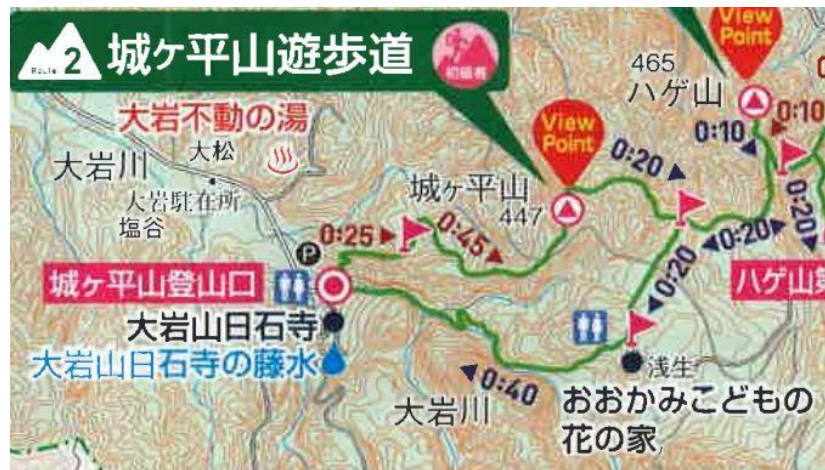 Route 2 城ヶ平山遊歩道
初級者
View
Point
View
Point
465
ハゲ山
0:10
0:10
大岩不動の湯
大岩川
大松
大岩駐在所
塩谷
城ヶ平山
447
0:20
0:20
P
0:25
0:45
0:20
0:20
城ヶ平山登山口
ハゲ山第
大岩山日石寺
大岩山日石寺の藤水
0:40
大岩川
浅生
おおかみこどもの
花の家